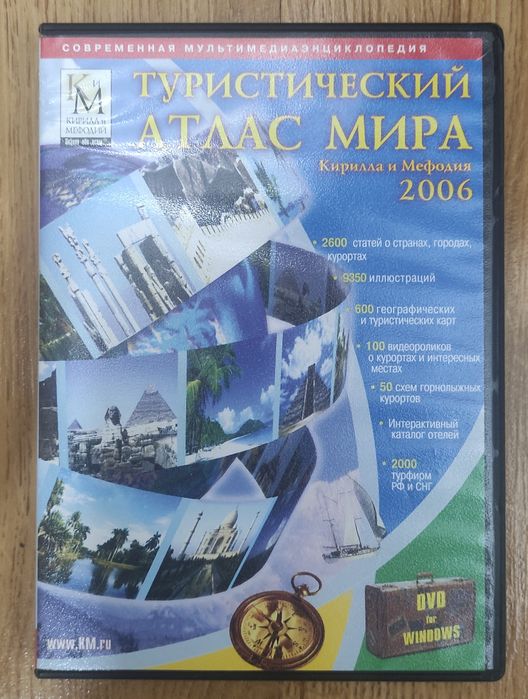 СОВРЕМЕННАЯ МУЛЬТИМЕДИАЭНЦИКЛОПЕДИЯ
К И М
КИРИЛЛ И
МЕФОДИЙ
ТУРИСТИЧЕСКИЙ
АТЛАС МИРА
Кирилла и Мефодия
2006
• 2600 статей о странах, городах,
курортах
• 9350 иллюстраций
• 600 географических
и туристических карт
• 100 видеороликов
о курортах и интересных
местах
• 50 схем горнолыжных
курортов
• Интерактивный
каталог отелей
• 2000
турфирм
РФ и СНГ
DVD
for
WINDOWS
www.KM.ru